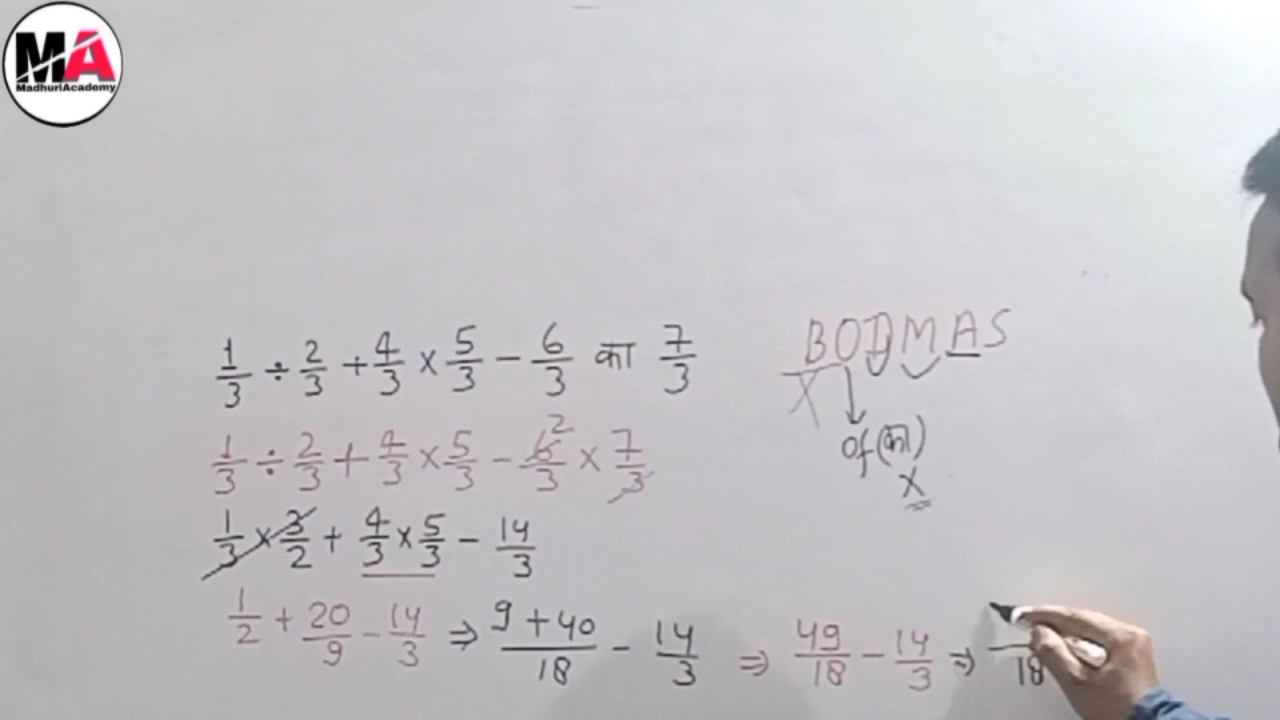 MA
MadhuriAcademy
1/3 ÷ 2/3 + 4/3 × 5/3 − 6/3 का 7/3
BODMAS
X
of (का)
X
1/3 ÷ 2/3 + 4/3 × 5/3 − 6/3 × 7/3
2
1/3 × 3/2 + 4/3 × 5/3 − 14/3
1/2 + 20/9 − 14/3 ⇒ 9+40/18 − 14/3 ⇒ 49/18 − 14/3 ⇒ /18